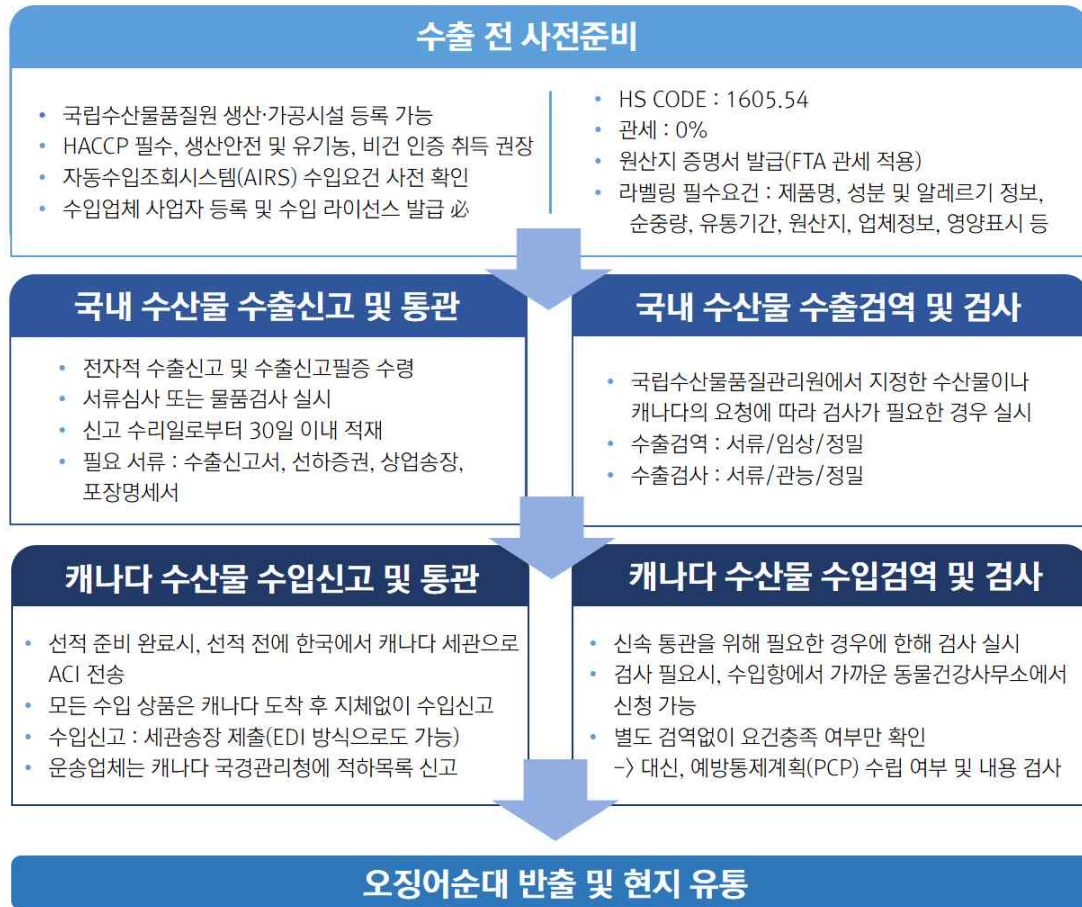 수출 전 사전준비
• 국립수산물품질원 생산·가공시설 등록 가능
• HACCP 필수, 생산안전 및 유기농, 비건 인증 취득 권장
• 자동수입조회시스템(AIRS) 수입요건 사전 확인
• 수입업체 사업자 등록 및 수입 라이선스 발급 必
• HS CODE : 1605.54
• 관세 : 0%
• 원산지 증명서 발급(FTA 관세 적용)
• 라벨링 필수요건 : 제품명, 성분 및 알레르기 정보,
순중량, 유통기간, 원산지, 업체정보, 영양표시 등
국내 수산물 수출신고 및 통관
• 전자적 수출신고 및 수출신고필증 수령
• 서류심사 또는 물품검사 실시
• 신고 수리일로부터 30일 이내 적재
• 필요 서류 : 수출신고서, 선하증권, 상업송장,
포장명세서
국내 수산물 수출검역 및 검사
• 국립수산물품질관리원에서 지정한 수산물이나
캐나다의 요청에 따라 검사가 필요한 경우 실시
• 수출검역 : 서류/임상/정밀
• 수출검사 : 서류/관능/정밀
캐나다 수산물 수입신고 및 통관
• 선적 준비 완료시, 선적 전에 한국에서 캐나다 세관으로
ACI 전송
• 모든 수입 상품은 캐나다 도착 후 지체없이 수입신고
• 수입신고 : 세관송장 제출(EDI 방식으로도 가능)
• 운송업체는 캐나다 국경관리청에 적하목록 신고
캐나다 수산물 수입검역 및 검사
• 신속 통관을 위해 필요한 경우에 한해 검사 실시
• 검사 필요시, 수입항에서 가까운 동물건강사무소에서
신청 가능
• 별도 검역없이 요건충족 여부만 확인
-> 대신, 예방통제계획(PCP) 수립 여부 및 내용 검사
오징어순대 반출 및 현지 유통